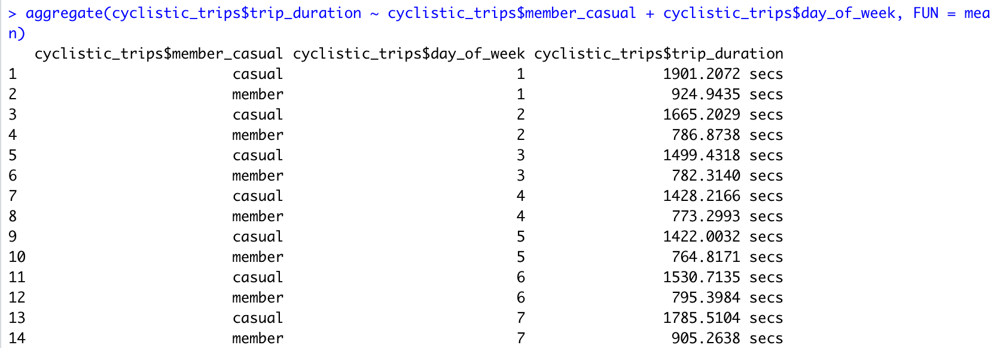 > aggregate(cyclistic_trips$trip_duration ~ cyclistic_trips$member_casual + cyclistic_trips$day_of_week, FUN = mea
n)
cyclistic_trips$member_casual cyclistic_trips$day_of_week cyclistic_trips$trip_duration
1 casual 1 1901.2072 secs
2 member 1 924.9435 secs
3 casual 2 1665.2029 secs
4 member 2 786.8738 secs
5 casual 3 1499.4318 secs
6 member 3 782.3140 secs
7 casual 4 1428.2166 secs
8 member 4 773.2993 secs
9 casual 5 1422.0032 secs
10 member 5 764.8171 secs
11 casual 6 1530.7135 secs
12 member 6 795.3984 secs
13 casual 7 1785.5104 secs
14 member 7 905.2638 secs